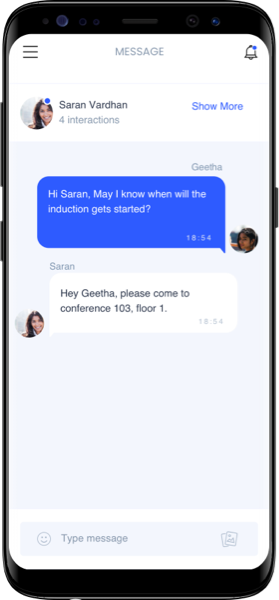 MESSAGE
Saran Vardhan
Show More
4 interactions
Geetha
Hi Saran, May I know when will the
induction gets started?
18:54
Saran
Hey Geetha, please come to
conference 103, floor 1.
18:54
Type message